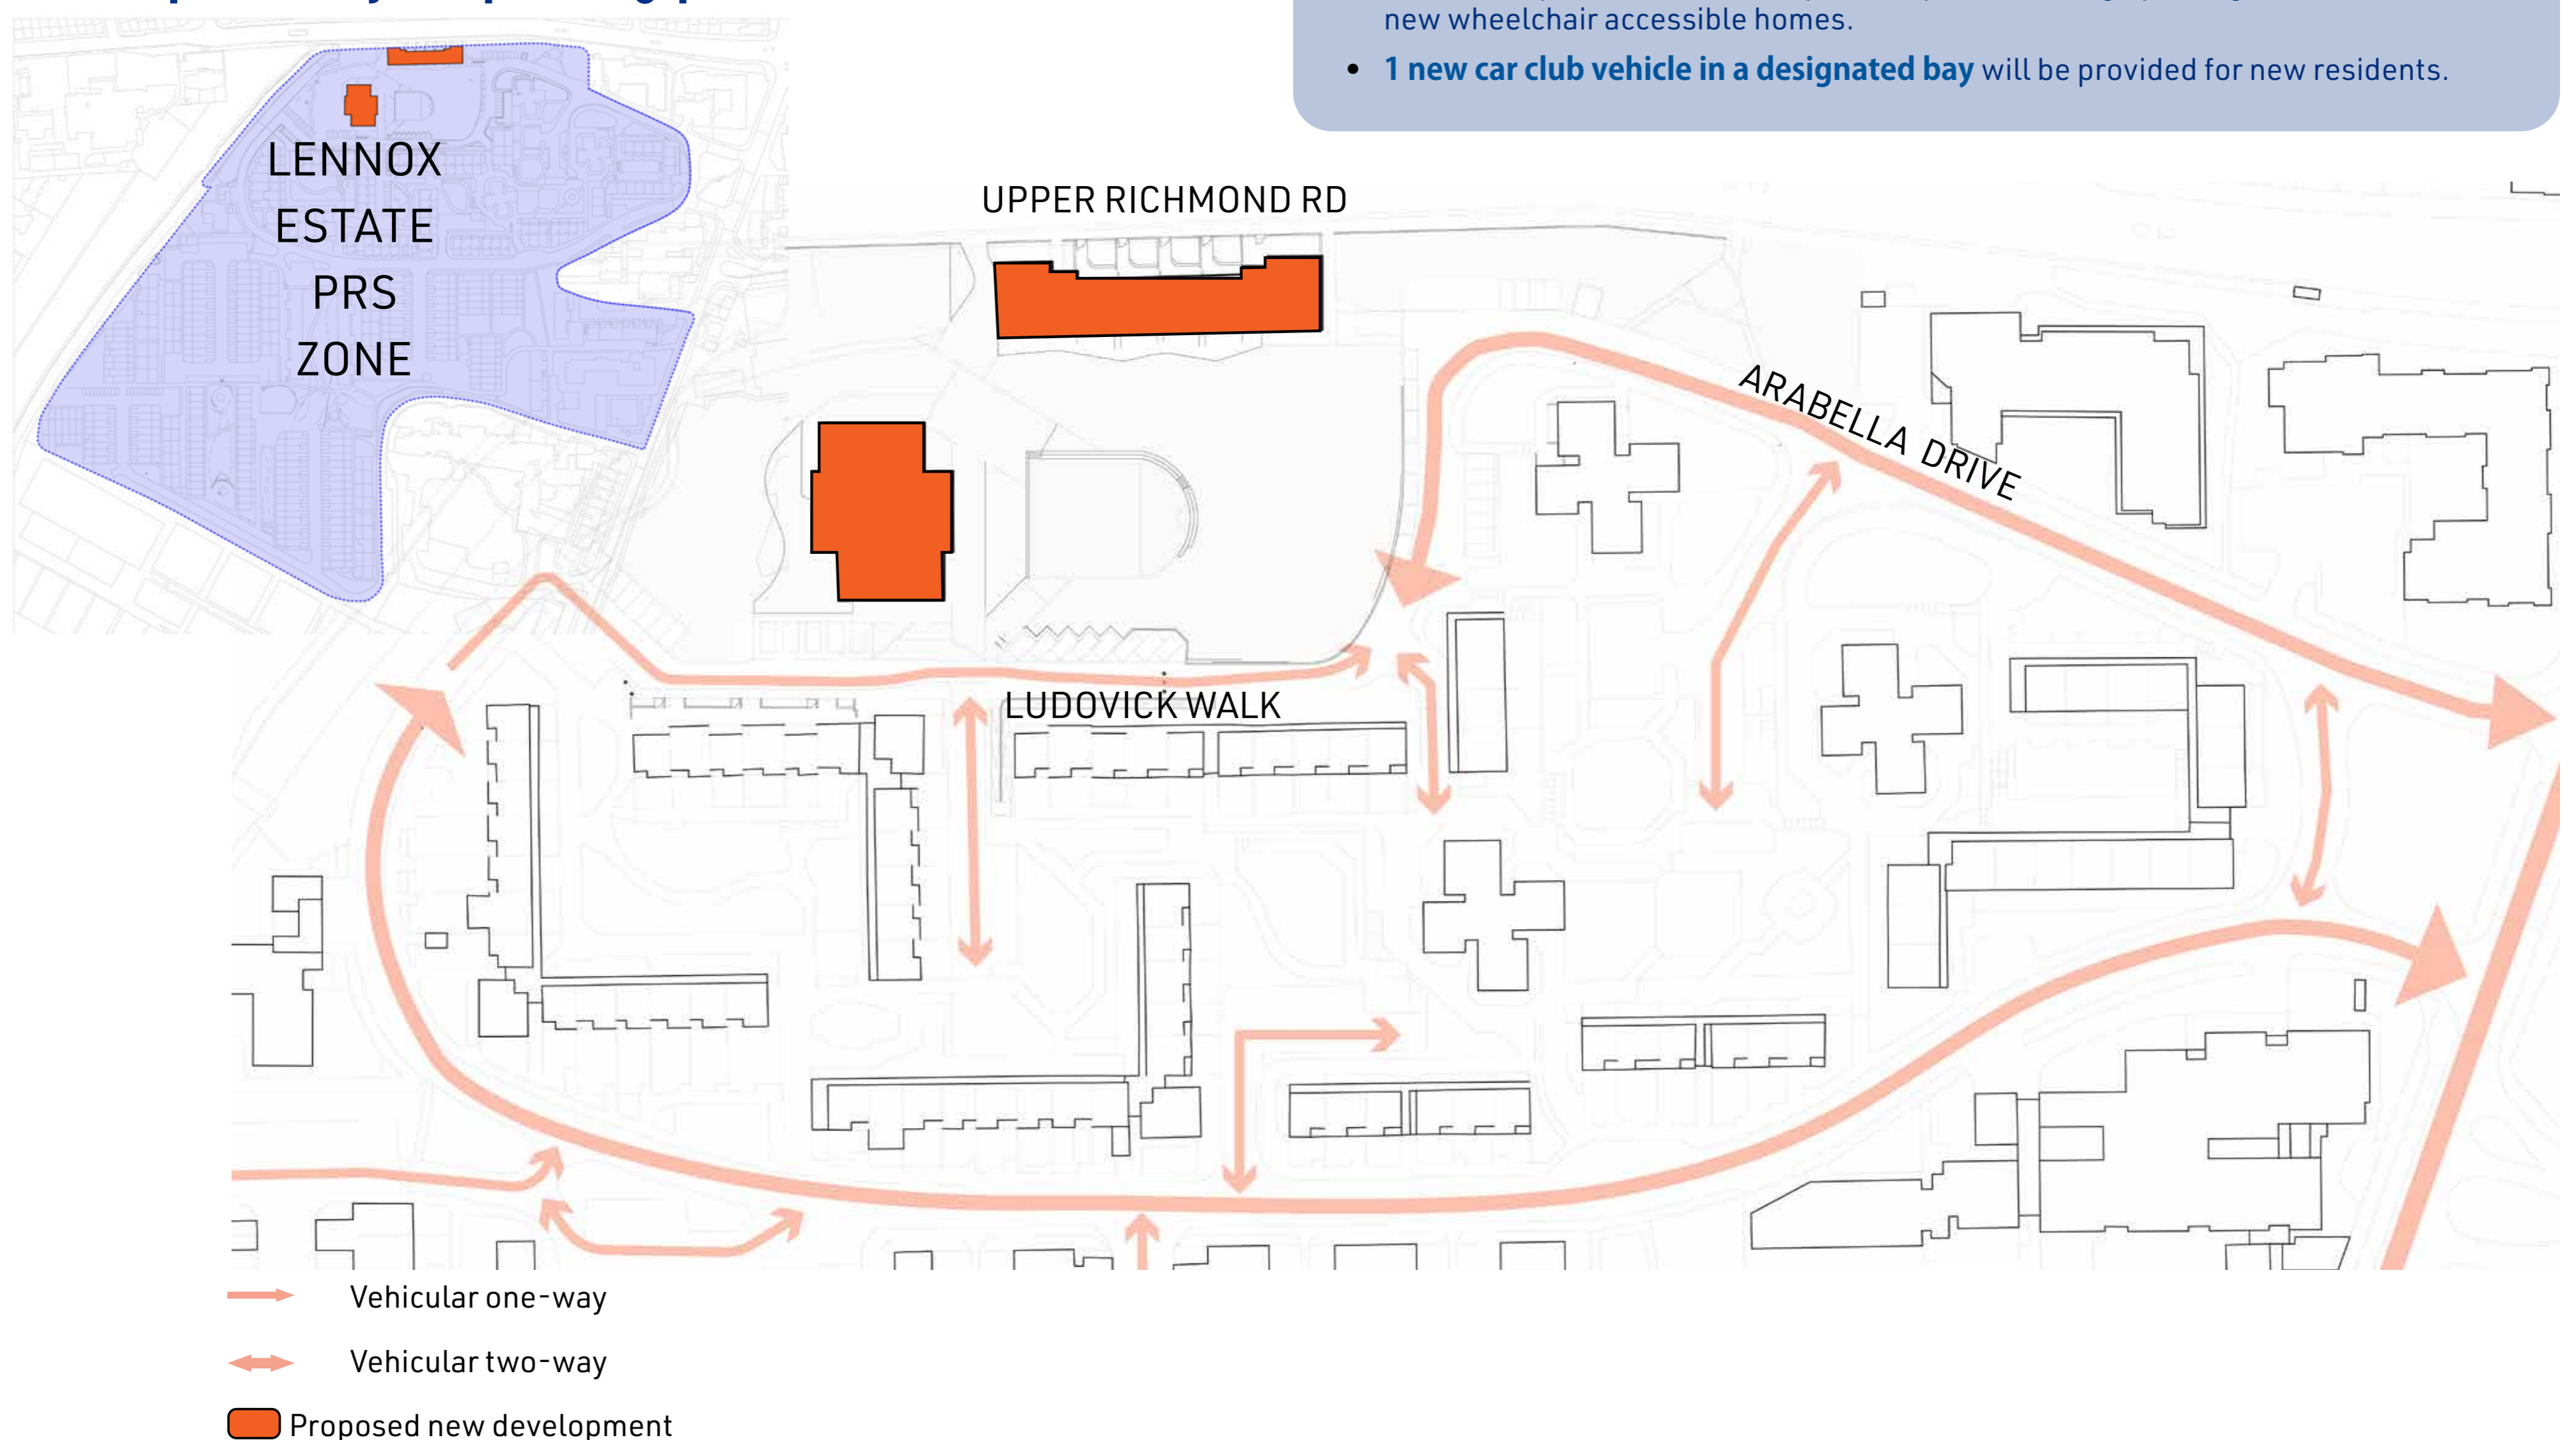 new wheelchair accessible homes.
• 1 new car club vehicle in a designated bay will be provided for new residents.
LENNOX
ESTATE
PRS
ZONE
UPPER RICHMOND RD
ARABELLA DRIVE
LUDOVICK WALK
Vehicular one-way
Vehicular two-way
Proposed new development